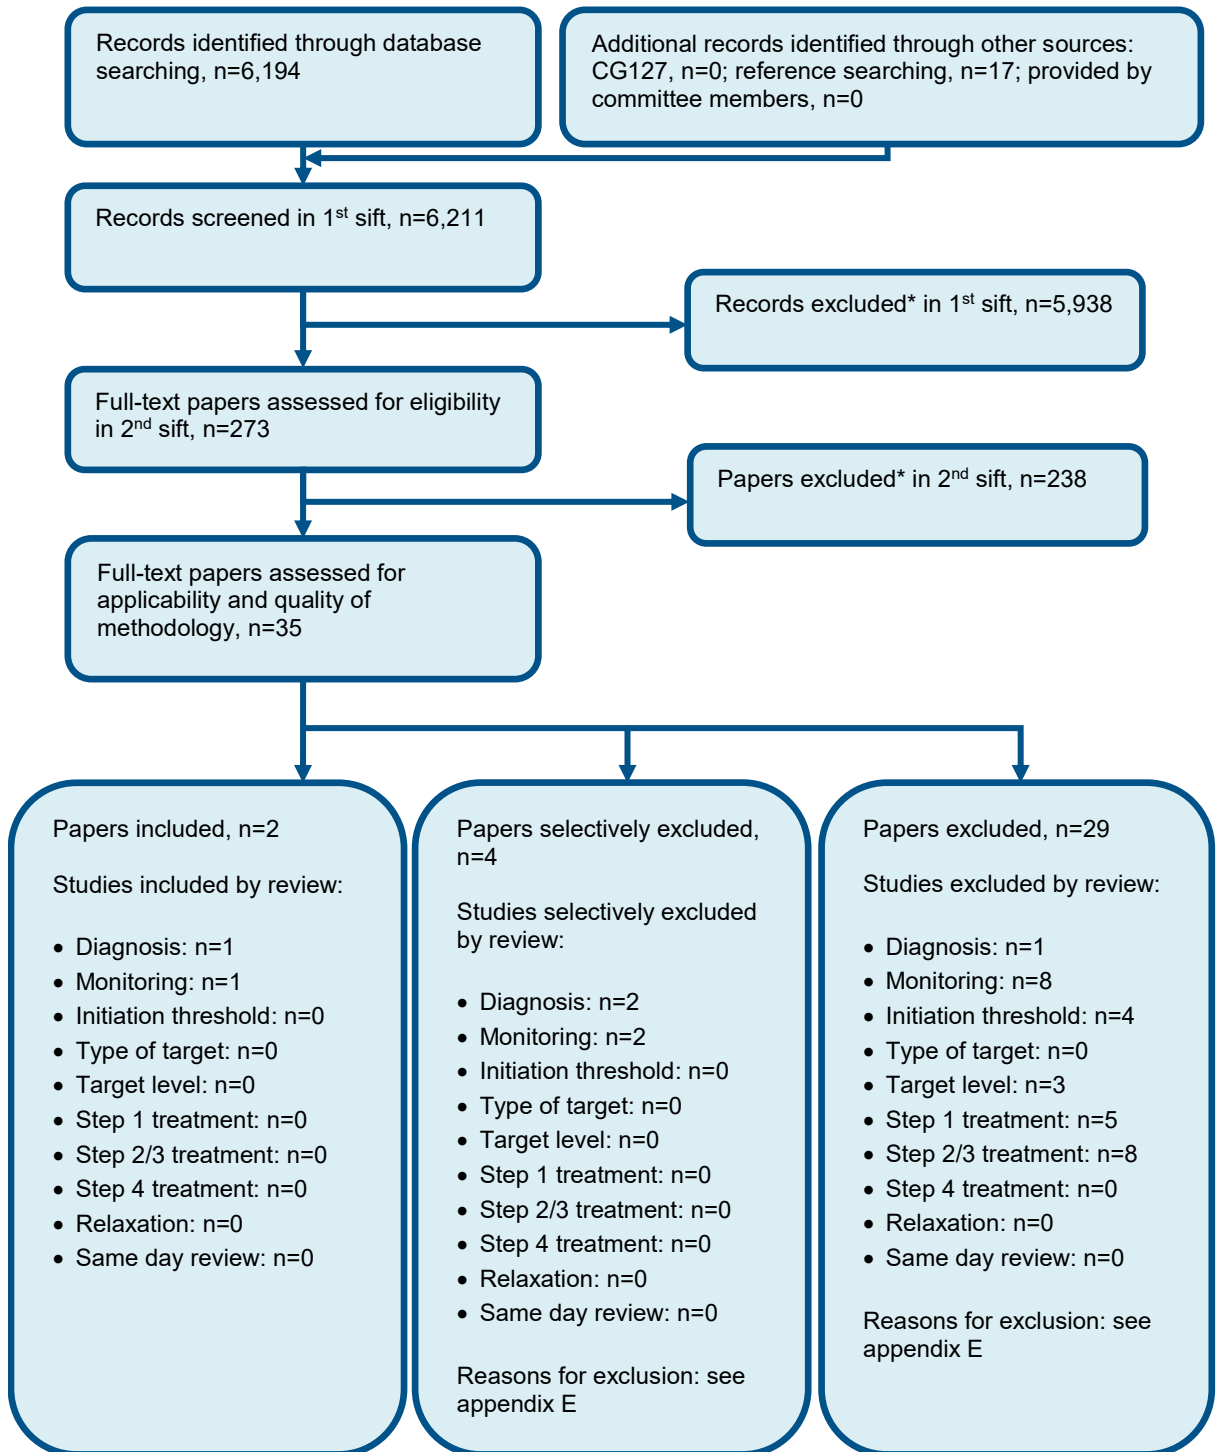 Records identified through database
searching, n=6,194
Additional records identified through other sources:
CG127, n=0; reference searching, n=17; provided by
committee members, n=0
Records screened in 1st sift, n=6,211
Records excluded* in 1st sift, n=5,938
Full-text papers assessed for eligibility
in 2nd sift, n=273
Papers excluded* in 2nd sift, n=238
Full-text papers assessed for
applicability and quality of
methodology, n=35
Papers included, n=2
Studies included by review:
• Diagnosis: n=1
• Monitoring: n=1
• Initiation threshold: n=0
• Type of target: n=0
• Target level: n=0
• Step 1 treatment: n=0
• Step 2/3 treatment: n=0
• Step 4 treatment: n=0
• Relaxation: n=0
• Same day review: n=0
Papers selectively excluded,
n=4
Studies selectively excluded
by review:
• Diagnosis: n=2
• Monitoring: n=2
• Initiation threshold: n=0
• Type of target: n=0
• Target level: n=0
• Step 1 treatment: n=0
• Step 2/3 treatment: n=0
• Step 4 treatment: n=0
• Relaxation: n=0
• Same day review: n=0
Reasons for exclusion: see
appendix E
Papers excluded, n=29
Studies excluded by review:
• Diagnosis: n=1
• Monitoring: n=8
• Initiation threshold: n=4
• Type of target: n=0
• Target level: n=3
• Step 1 treatment: n=5
• Step 2/3 treatment: n=8
• Step 4 treatment: n=0
• Relaxation: n=0
• Same day review: n=0
Reasons for exclusion: see
appendix E